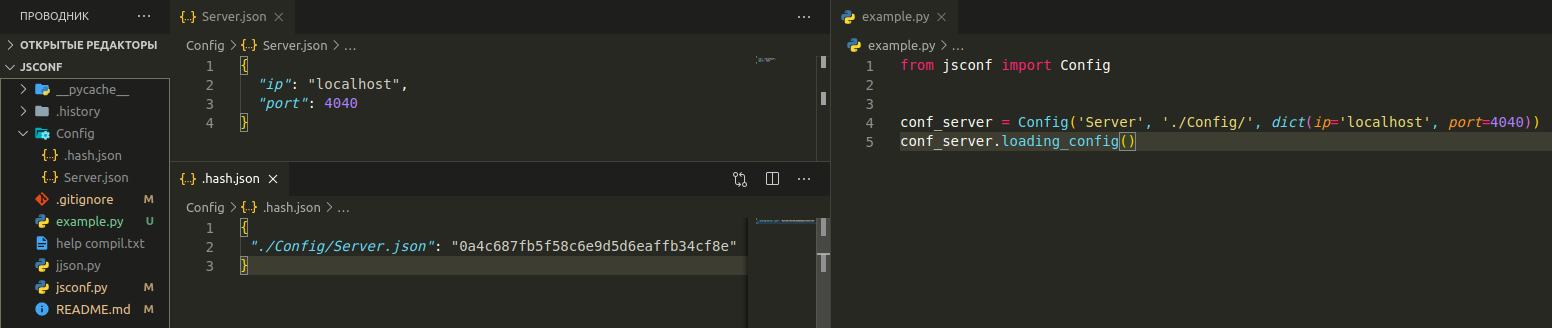 ПРОВОДНИК ···
ОТКРЫТЫЕ РЕДАКТОРЫ
JSCONF
__pycache__
.history
Config
{..} .hash.json
{..} Server.json
.gitignore M
example.py U
help compil.txt
jjson.py
jsconf.py M
README.md M
{..} Server.json ···
Config > {..} Server.json > ...
1 {
2 "ip": "localhost",
3 "port": 4040
4 }
{..} .hash.json ···
Config > {..} .hash.json > ...
1 {
2 "./Config/Server.json": "0a4c687fb5f58c6e9d5d6eaffb34cf8e"
3 }
example.py
example.py > ...
1 from jsconf import Config
2
3
4 conf_server = Config('Server', './Config/', dict(ip='localhost', port=4040))
5 conf_server.loading_config()